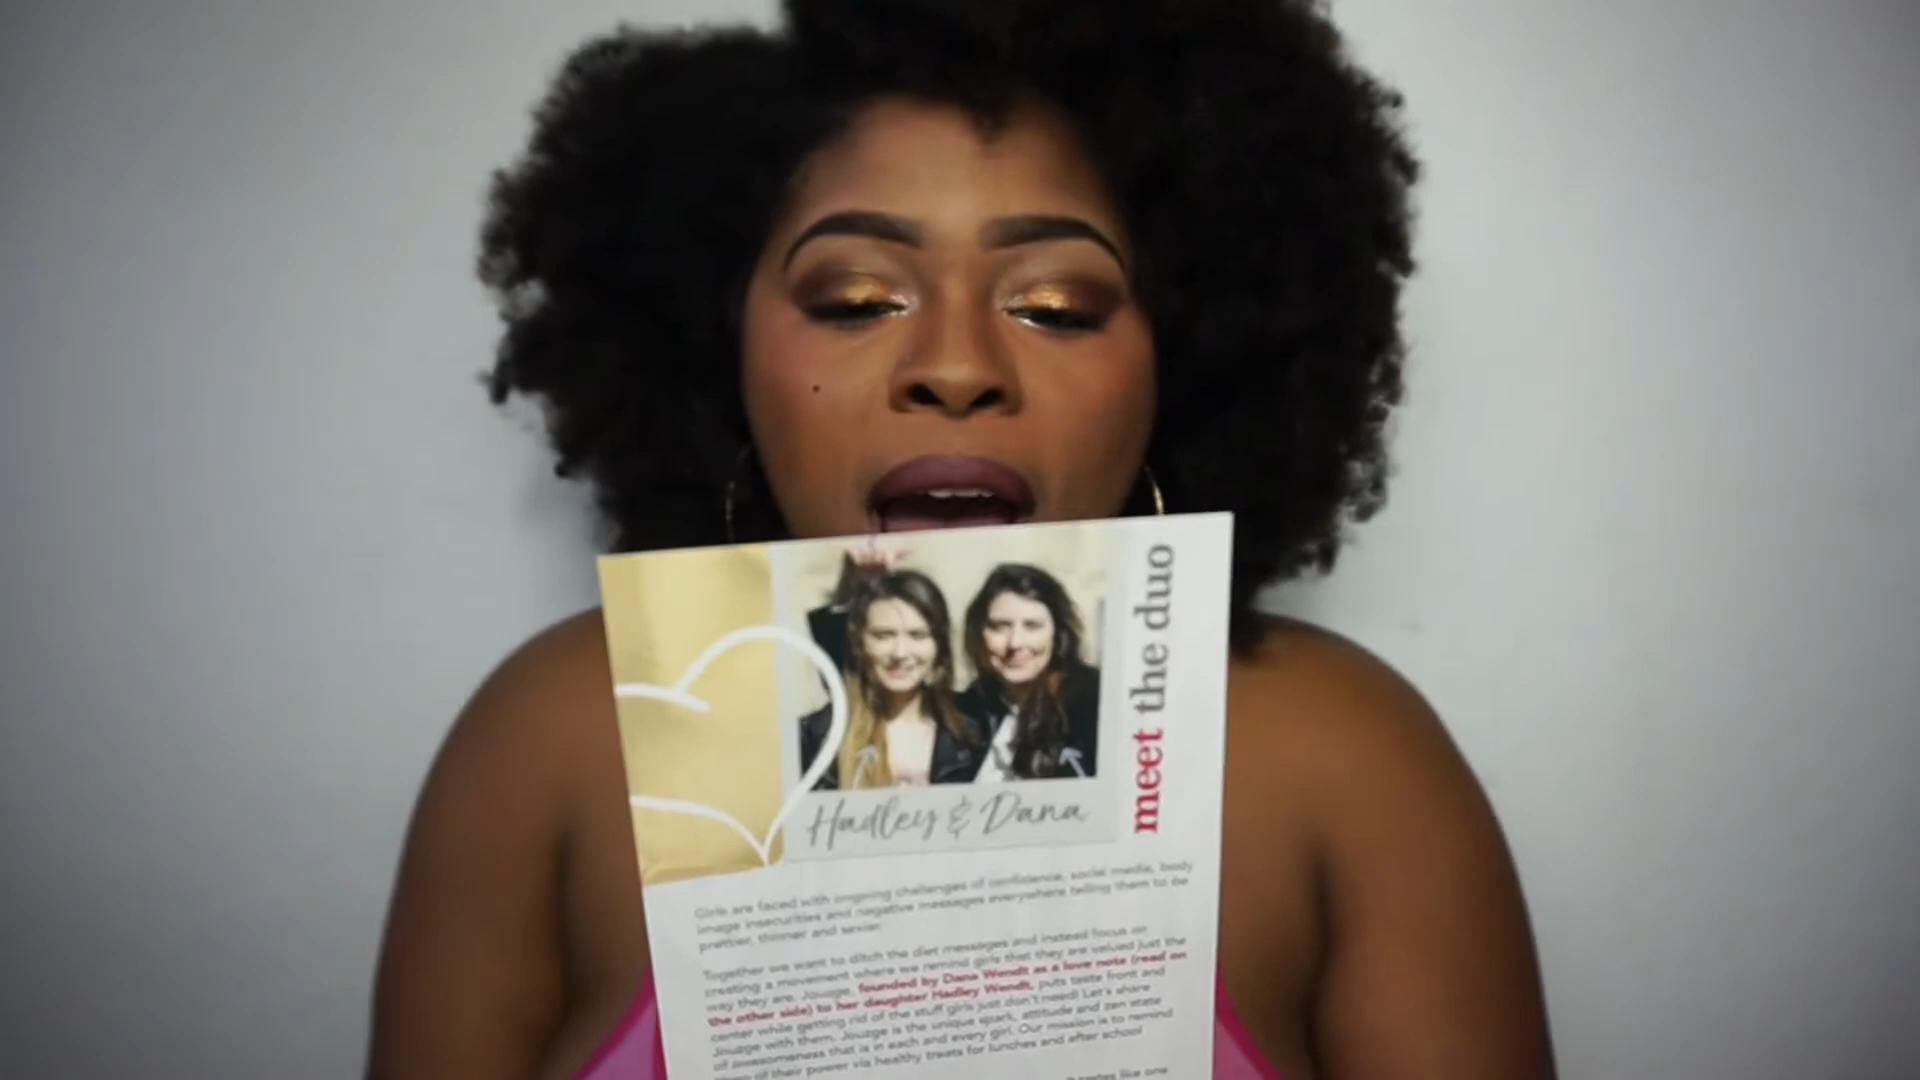 meet the duo
Hadley & Dana
Girls are faced with ongoing challenges of confidence, social media, body
image insecurities and negative messages everywhere telling them to be
prettier, thinner and sexier.
Together we want to ditch the diet messages and instead focus on
creating a movement where we remind girls that they are valued just the
way they are. Jouzge, founded by Dana Wendt as a love note (read on
the other side) to her daughter Hadley Wendt, puts taste front and
center while getting rid of the stuff girls just don't need! Let's share
Jouzge with them. Jouzge is the unique spark, attitude and zen state
of awesomeness that is in each and every girl. Our mission is to remind
them of their power via healthy treats for lunches and after school
tastes like one